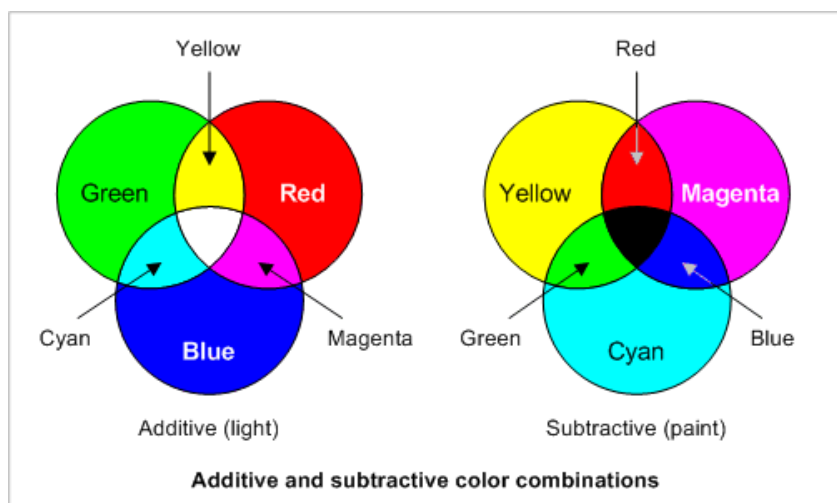 Yellow
Red
Green
Red
Yellow
Magenta
Cyan
Blue
Magenta
Green
Cyan
Blue
Additive (light)
Subtractive (paint)
Additive and subtractive color combinations